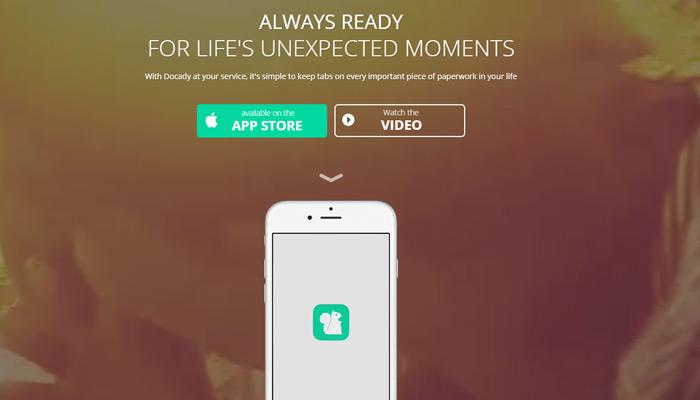 ALWAYS READY
FOR LIFE'S UNEXPECTED MOMENTS
With Docady at your service, it's simple to keep tabs on every important piece of paperwork in your life
available on the
APP STORE
Watch the
VIDEO